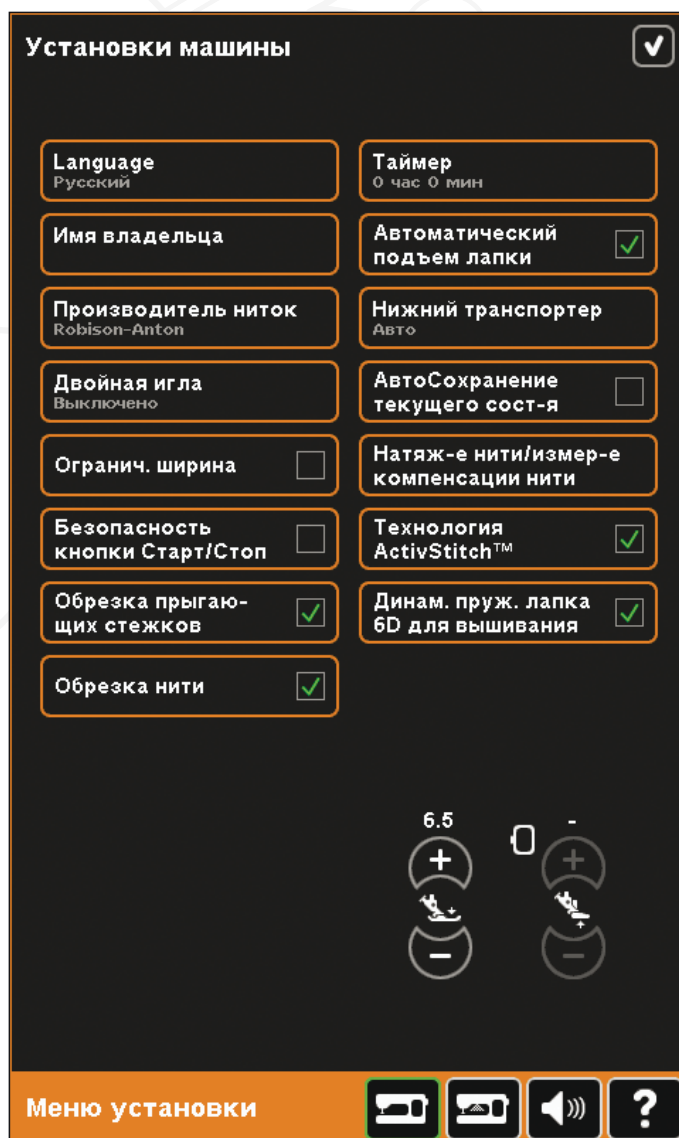 Установки машины
Language
Русский
Имя владельца
Производитель ниток
Robison-Anton
Двойная игла
Выключено
Огранич. ширина
Безопасность
кнопки Старт/Стоп
Обрезка прыгаю-
щих стежков
Обрезка нити
Таймер
0 час 0 мин
Автоматический
подъем лапки
Нижний транспортер
Авто
АвтоСохранение
текущего сост-я
Натяж-е нити/измер-е
компенсации нити
Технология
ActivStitch™
Динам. пруж. лапка
6D для вышивания
6.5
-
+
+
−
−
Меню установки
?